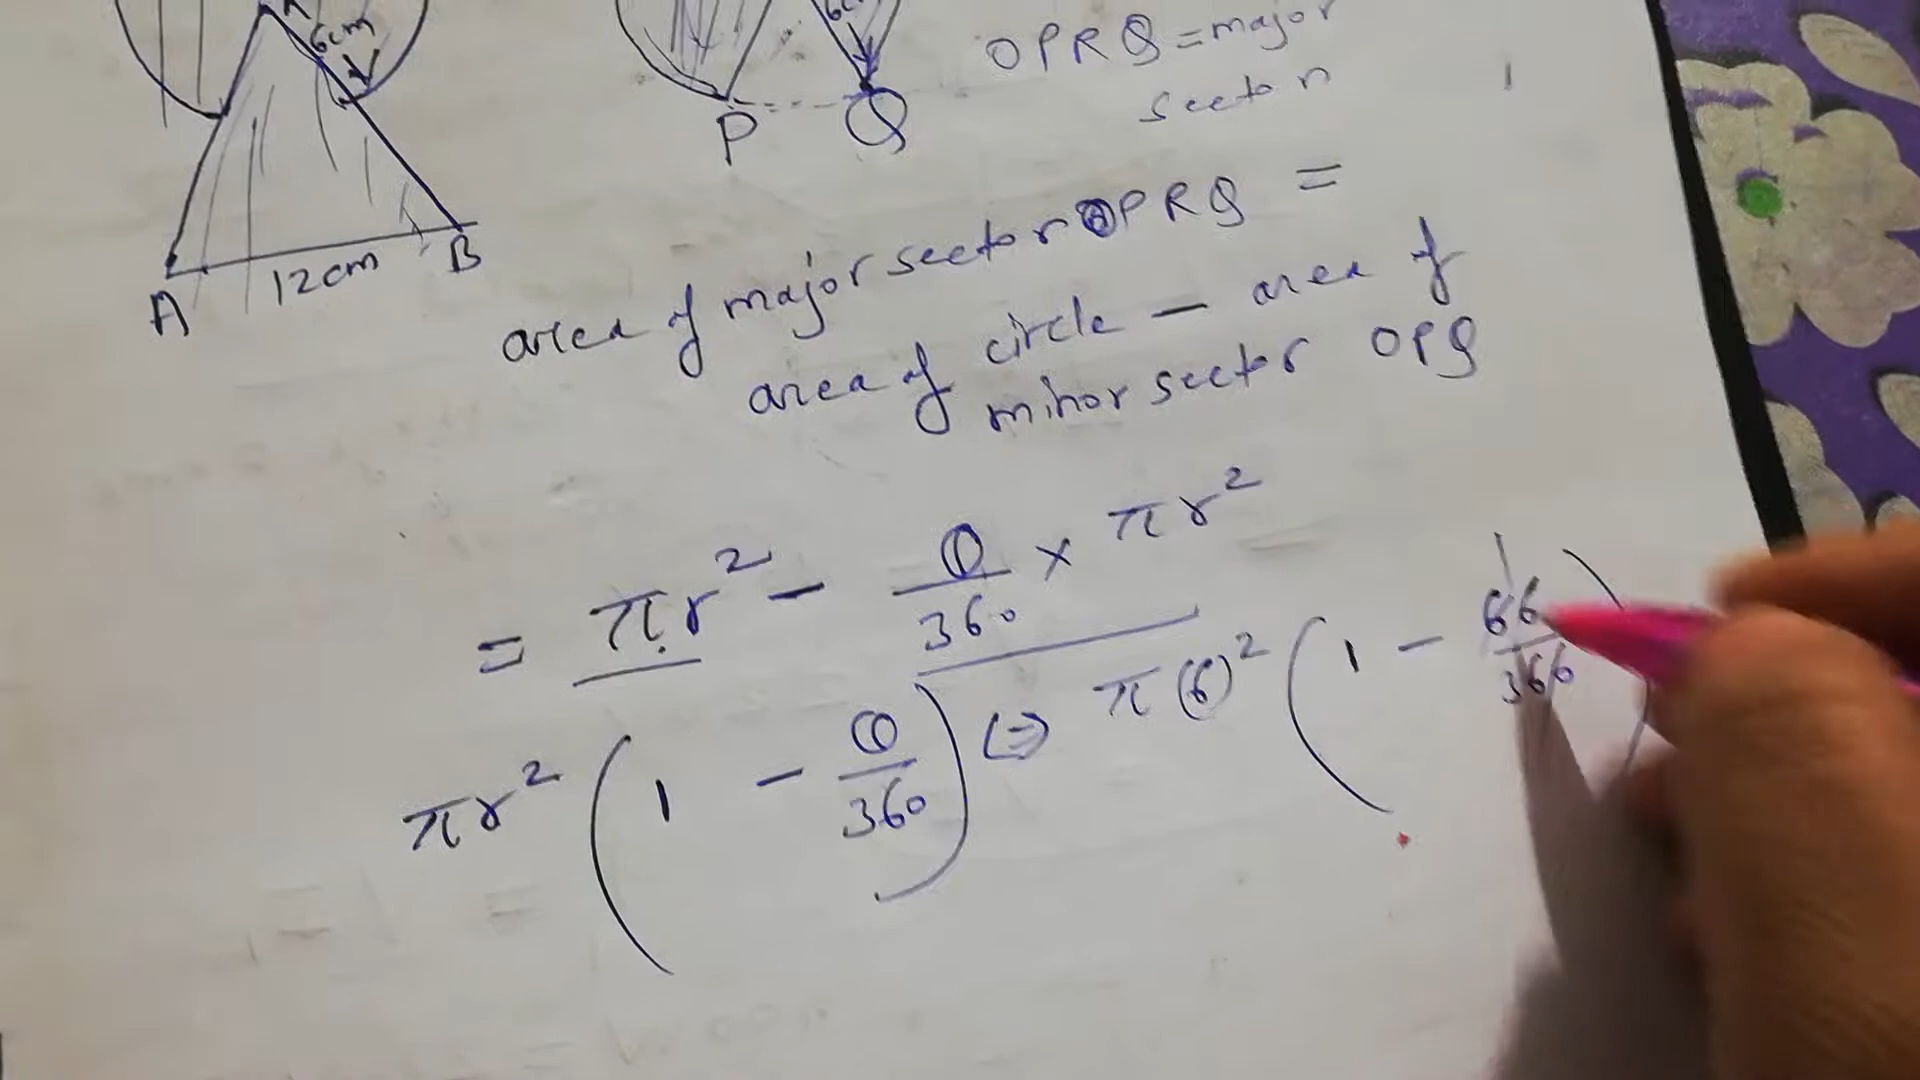 6cm
OPRQ = major
sector
P
Q
12cm
A
B
area of major sector OPRQ =
area of circle - area of
minor sector OPQ
= πr² - θ/360 × πr²
πr² (1 - θ/360) ⇔ π(6)² (1 - 60/360)